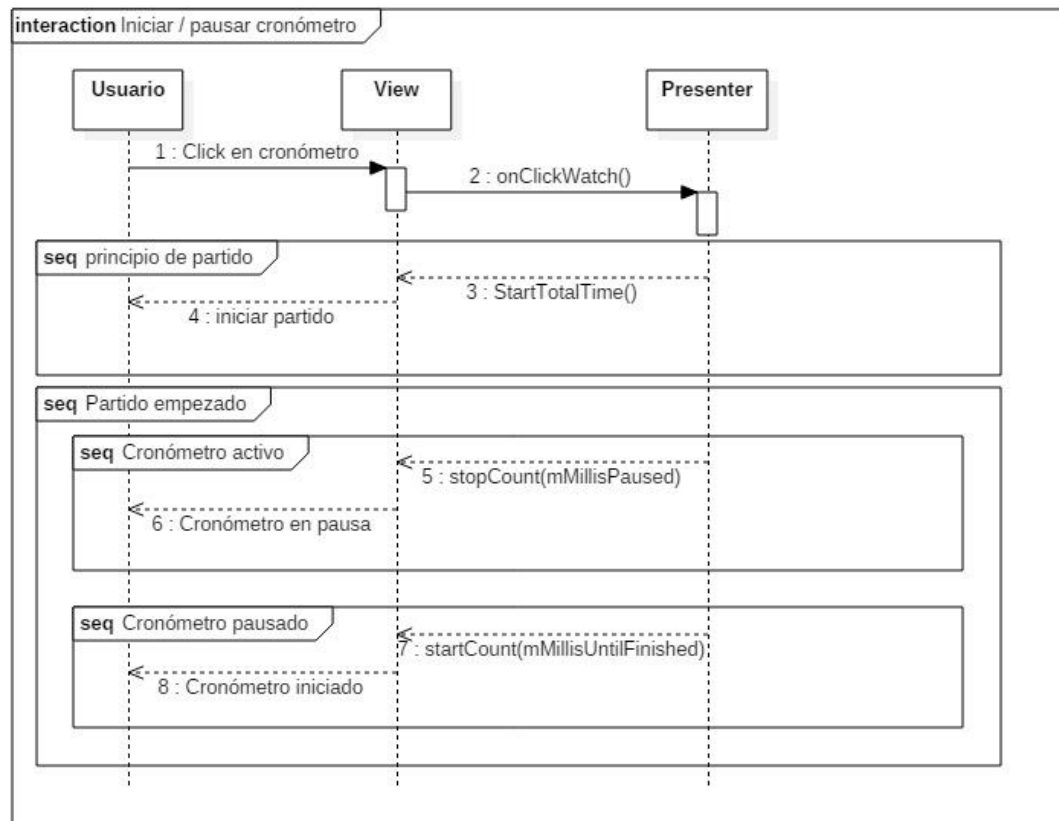 interaction Iniciar / pausar cronómetro
Usuario
View
Presenter
1 : Click en cronómetro
2 : onClickWatch()
seq principio de partido
3 : StartTotalTime()
4 : iniciar partido
seq Partido empezado
seq Cronómetro activo
5 : stopCount(mMillisPaused)
6 : Cronómetro en pausa
seq Cronómetro pausado
7 : startCount(mMillisUntilFinished)
8 : Cronómetro iniciado